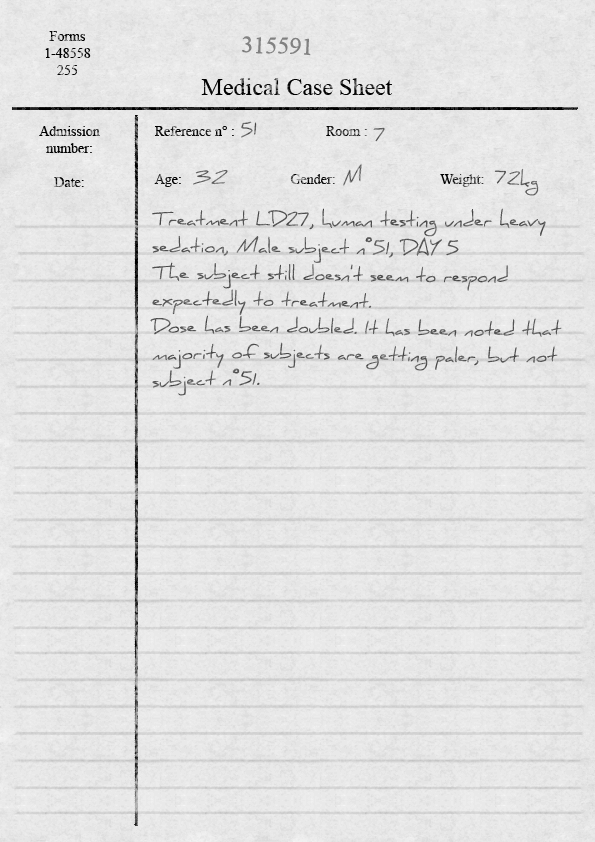 Forms
1-48558
255
315591
Medical Case Sheet
Admission
number:
Date:
Reference n° : 51 Room : 7
Age: 32 Gender: M Weight: 72kg
Treatment LD27, human testing under heavy
sedation, Male subject n°51, DAY 5
The subject still doesn't seem to respond
expectedly to treatment.
Dose has been doubled. It has been noted that
majority of subjects are getting paler, but not
subject n°51.